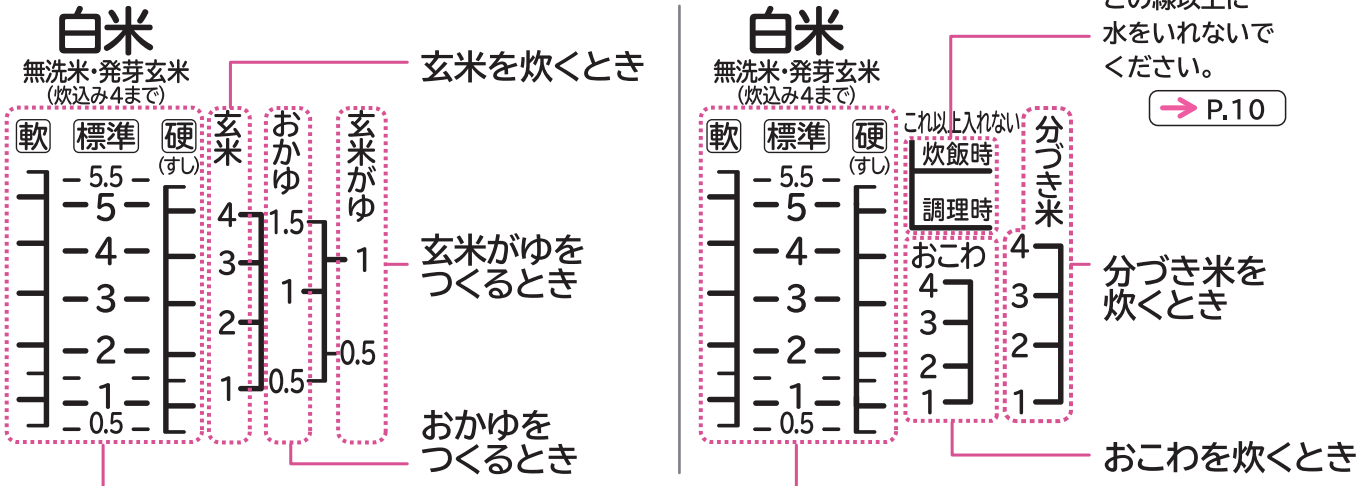 白米
無洗米・発芽玄米
(炊込み4まで)
軟 標準 硬
(すし)
5.5
5
4
3
2
1
0.5
玄米
4
3
2
1
おかゆ
1.5
1
0.5
玄米がゆ
1
0.5
玄米を炊くとき
玄米がゆを
つくるとき
おかゆを
つくるとき
白米
無洗米・発芽玄米
(炊込み4まで)
軟 標準 硬
(すし)
5.5
5
4
3
2
1
0.5
これ以上入れない
炊飯時
調理時
おこわ
4
3
2
1
分づき米
4
3
2
1
この線以上に
水をいれないで
ください。
→ P.10
分づき米を
炊くとき
おこわを炊くとき